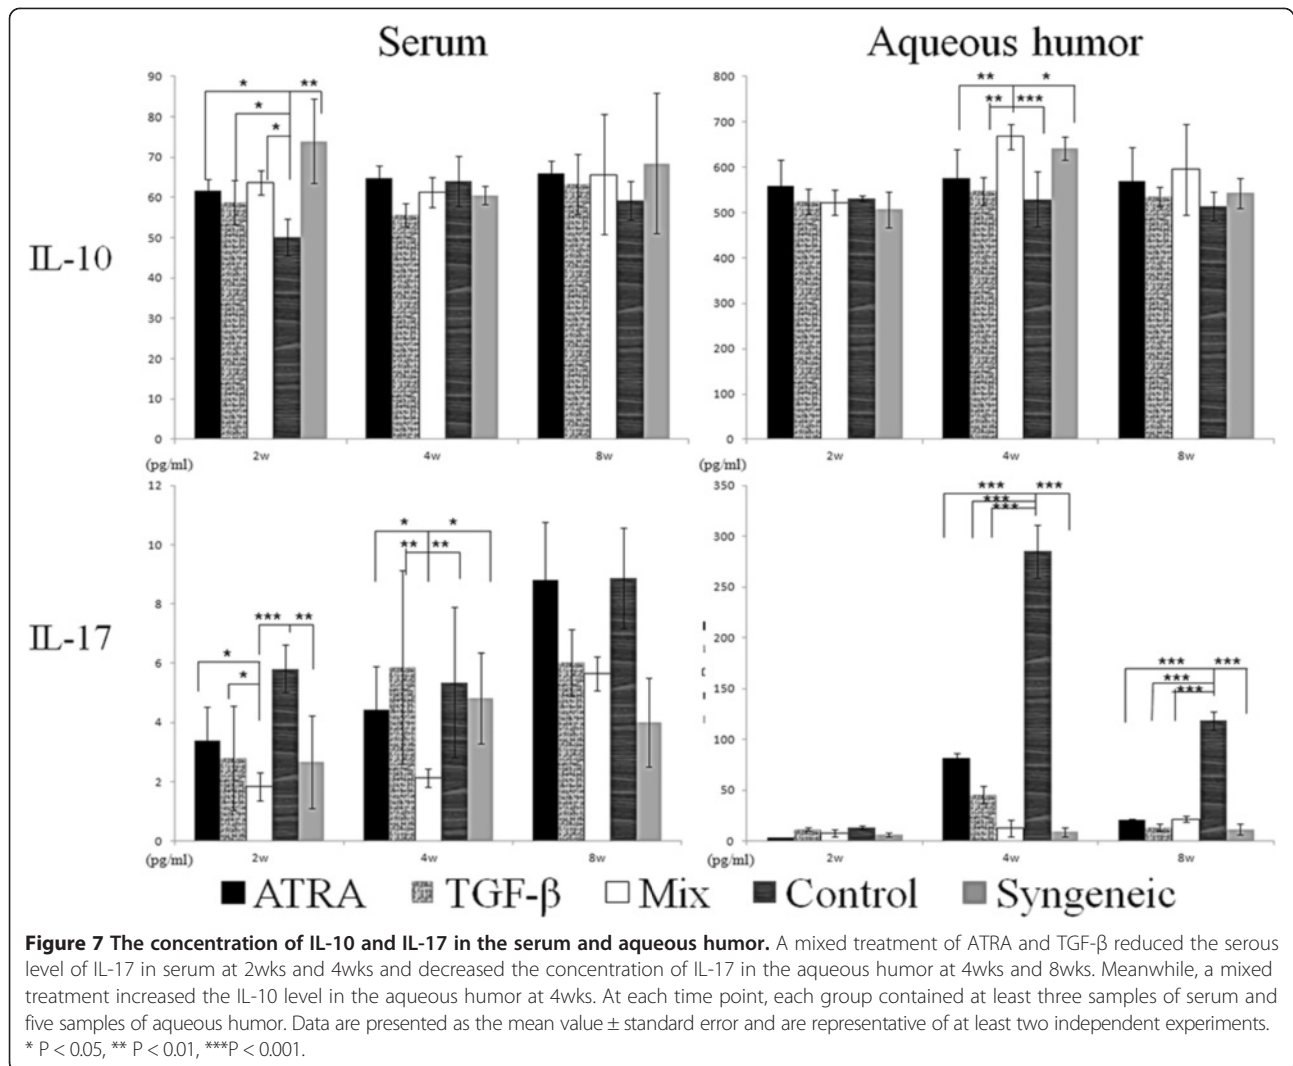 Serum
Aqueous humor
IL-10
90
80
70
60
50
40
30
20
10
0
* ** * *
2w 4w 8w
(pg/ml)
800
700
600
500
400
300
200
100
0
** * ** ***
2w 4w 8w
(pg/ml)
IL-17
12
10
8
6
4
2
0
* * ** ** *** ** * *
2w 4w 8w
(pg/ml)
350
300
250
200
150
100
50
0
*** *** *** ***
*** *** *** ***
2w 4w 8w
(pg/ml)
ATRA TGF-β Mix Control Syngeneic
Figure 7 The concentration of IL-10 and IL-17 in the serum and aqueous humor. A mixed treatment of ATRA and TGF-β reduced the serous
level of IL-17 in serum at 2wks and 4wks and decreased the concentration of IL-17 in the aqueous humor at 4wks and 8wks. Meanwhile, a mixed
treatment increased the IL-10 level in the aqueous humor at 4wks. At each time point, each group contained at least three samples of serum and
five samples of aqueous humor. Data are presented as the mean value ± standard error and are representative of at least two independent experiments.
* P < 0.05, ** P < 0.01, ***P < 0.001.